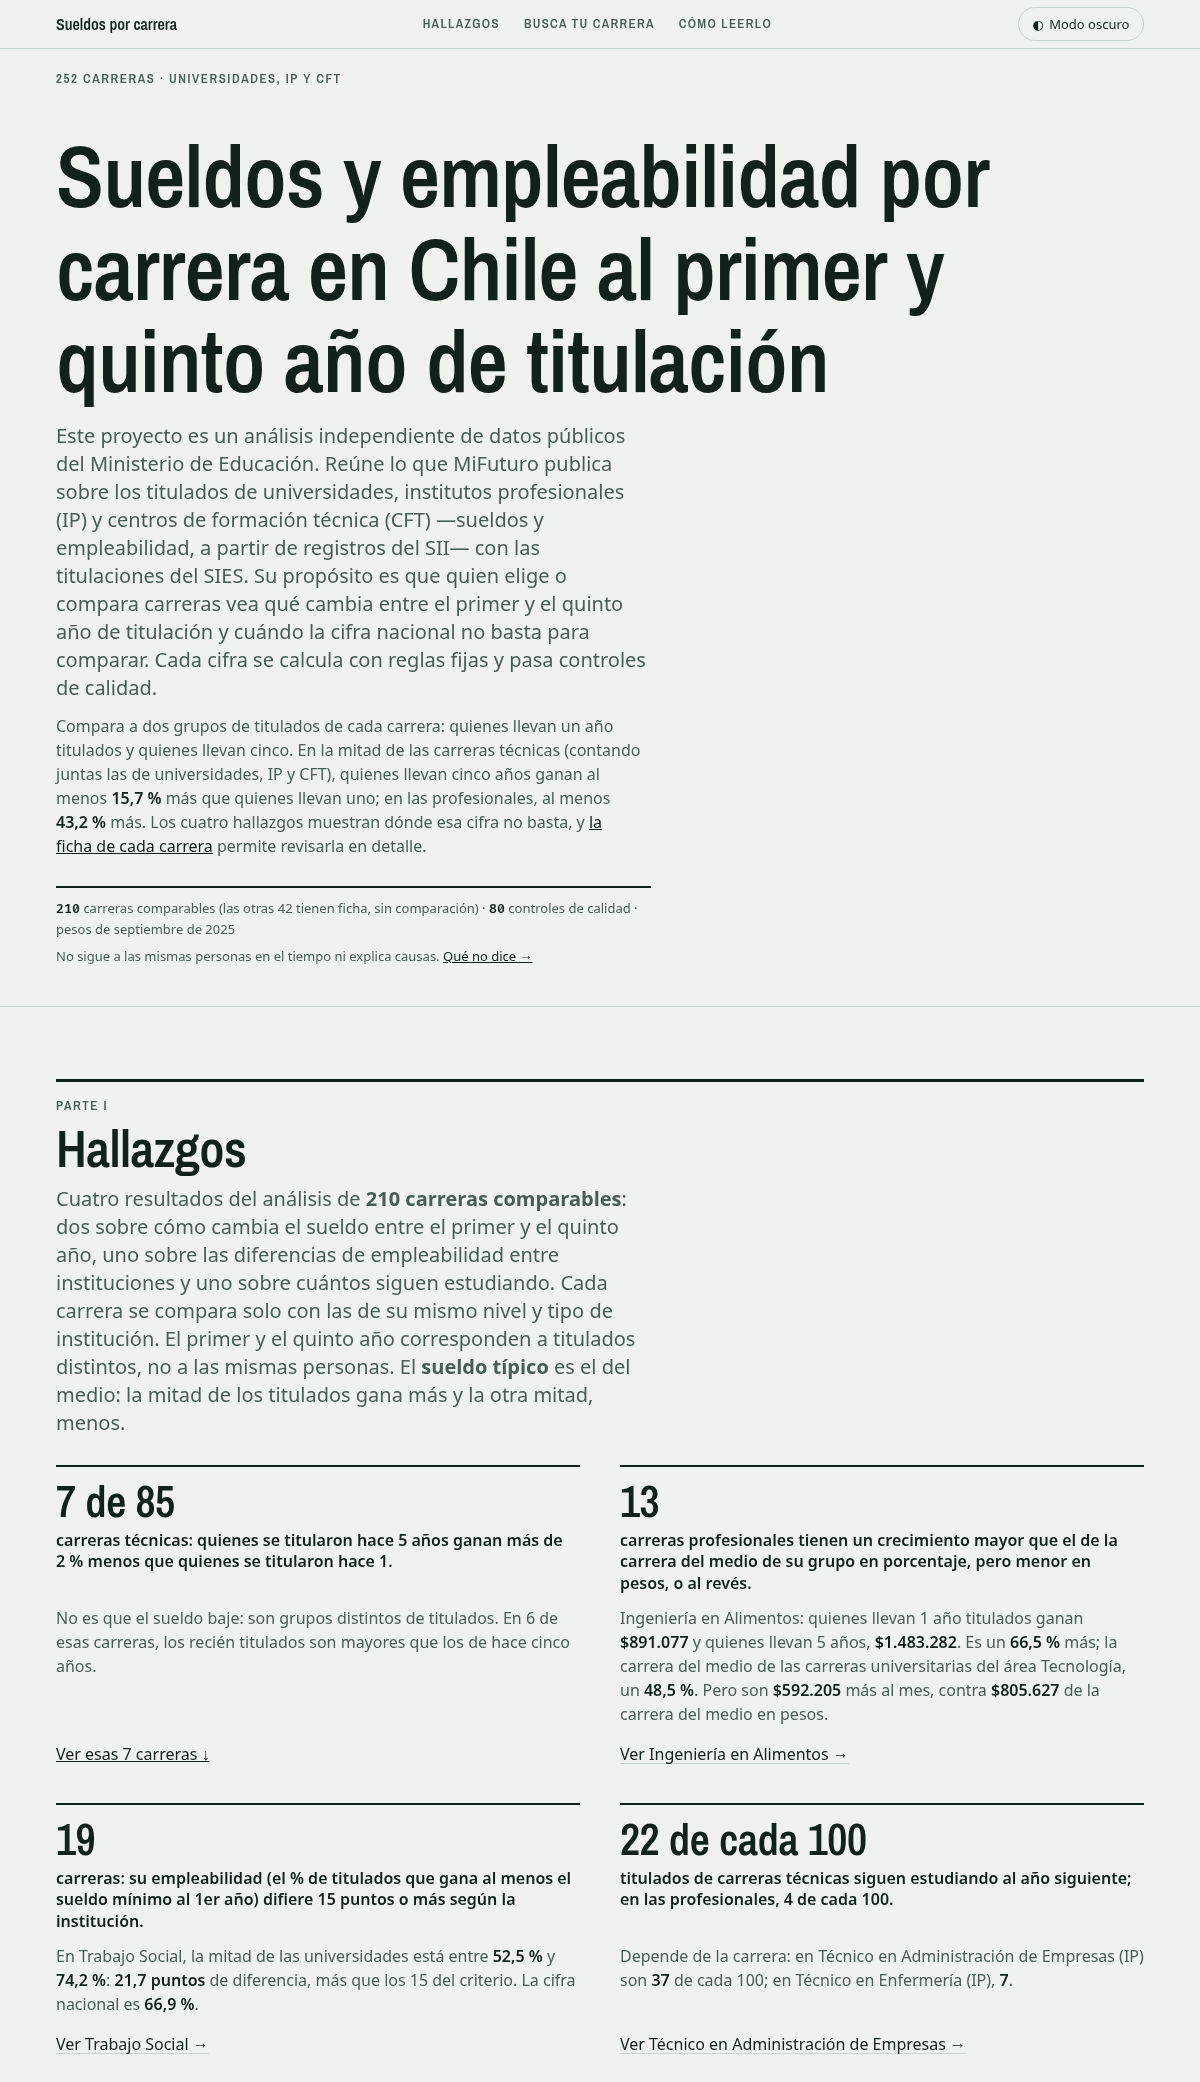 Sueldos por carrera
HALLAZGOS
BUSCA TU CARRERA
CÓMO LEERLO
◐ Modo oscuro
252 CARRERAS · UNIVERSIDADES, IP Y CFT
Sueldos y empleabilidad por
carrera en Chile al primer y
quinto año de titulación
Este proyecto es un análisis independiente de datos públicos
del Ministerio de Educación. Reúne lo que MiFuturo publica
sobre los titulados de universidades, institutos profesionales
(IP) y centros de formación técnica (CFT) —sueldos y
empleabilidad, a partir de registros del SII— con las
titulaciones del SIES. Su propósito es que quien elige o
compara carreras vea qué cambia entre el primer y el quinto
año de titulación y cuándo la cifra nacional no basta para
comparar. Cada cifra se calcula con reglas fijas y pasa controles
de calidad.
Compara a dos grupos de titulados de cada carrera: quienes llevan un año
titulados y quienes llevan cinco. En la mitad de las carreras técnicas (contando
juntas las de universidades, IP y CFT), quienes llevan cinco años ganan al
menos 15,7 % más que quienes llevan uno; en las profesionales, al menos
43,2 % más. Los cuatro hallazgos muestran dónde esa cifra no basta, y la
ficha de cada carrera permite revisarla en detalle.
210 carreras comparables (las otras 42 tienen ficha, sin comparación) · 80 controles de calidad ·
pesos de septiembre de 2025
No sigue a las mismas personas en el tiempo ni explica causas. Qué no dice →
PARTE I
Hallazgos
Cuatro resultados del análisis de 210 carreras comparables:
dos sobre cómo cambia el sueldo entre el primer y el quinto
año, uno sobre las diferencias de empleabilidad entre
instituciones y uno sobre cuántos siguen estudiando. Cada
carrera se compara solo con las de su mismo nivel y tipo de
institución. El primer y el quinto año corresponden a titulados
distintos, no a las mismas personas. El sueldo típico es el del
medio: la mitad de los titulados gana más y la otra mitad,
menos.
7 de 85
carreras técnicas: quienes se titularon hace 5 años ganan más de
2 % menos que quienes se titularon hace 1.
No es que el sueldo baje: son grupos distintos de titulados. En 6 de
esas carreras, los recién titulados son mayores que los de hace cinco
años.
Ver esas 7 carreras ↓
13
carreras profesionales tienen un crecimiento mayor que el de la
carrera del medio de su grupo en porcentaje, pero menor en
pesos, o al revés.
Ingeniería en Alimentos: quienes llevan 1 año titulados ganan
$891.077 y quienes llevan 5 años, $1.483.282. Es un 66,5 % más; la
carrera del medio de las carreras universitarias del área Tecnología,
un 48,5 %. Pero son $592.205 más al mes, contra $805.627 de la
carrera del medio en pesos.
Ver Ingeniería en Alimentos →
19
carreras: su empleabilidad (el % de titulados que gana al menos el
sueldo mínimo al 1er año) difiere 15 puntos o más según la
institución.
En Trabajo Social, la mitad de las universidades está entre 52,5 % y
74,2 %: 21,7 puntos de diferencia, más que los 15 del criterio. La cifra
nacional es 66,9 %.
Ver Trabajo Social →
22 de cada 100
titulados de carreras técnicas siguen estudiando al año siguiente;
en las profesionales, 4 de cada 100.
Depende de la carrera: en Técnico en Administración de Empresas (IP)
son 37 de cada 100; en Técnico en Enfermería (IP), 7.
Ver Técnico en Administración de Empresas →